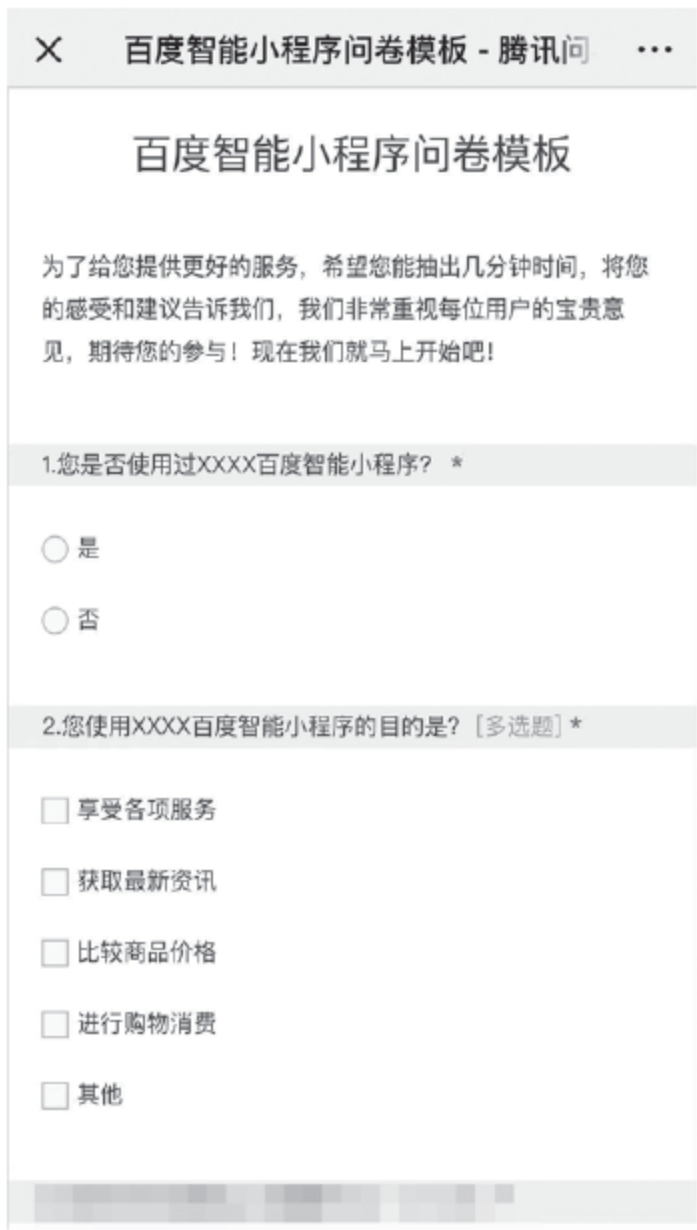 百度智能小程序问卷模板 - 腾讯问
百度智能小程序问卷模板
为了给您提供更好的服务，希望您能抽出几分钟时间，将您
的感受和建议告诉我们，我们非常重视每位用户的宝贵意
见，期待您的参与！现在我们就马上开始吧！
1.您是否使用过XXXX百度智能小程序？ *
是
否
2.您使用XXXX百度智能小程序的目的是？ [多选题] *
享受各项服务
获取最新资讯
比较商品价格
进行购物消费
其他